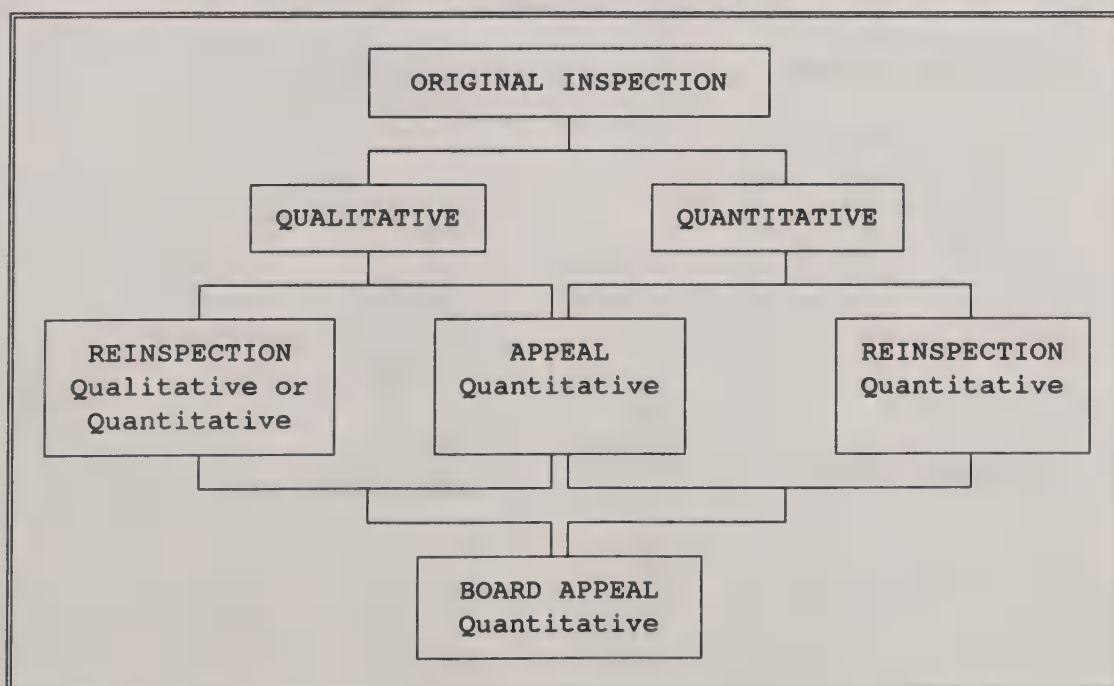 ORIGINAL INSPECTION
QUALITATIVE
QUANTITATIVE
REINSPECTION
Qualitative or
Quantitative
APPEAL
Quantitative
REINSPECTION
Quantitative
BOARD APPEAL
Quantitative